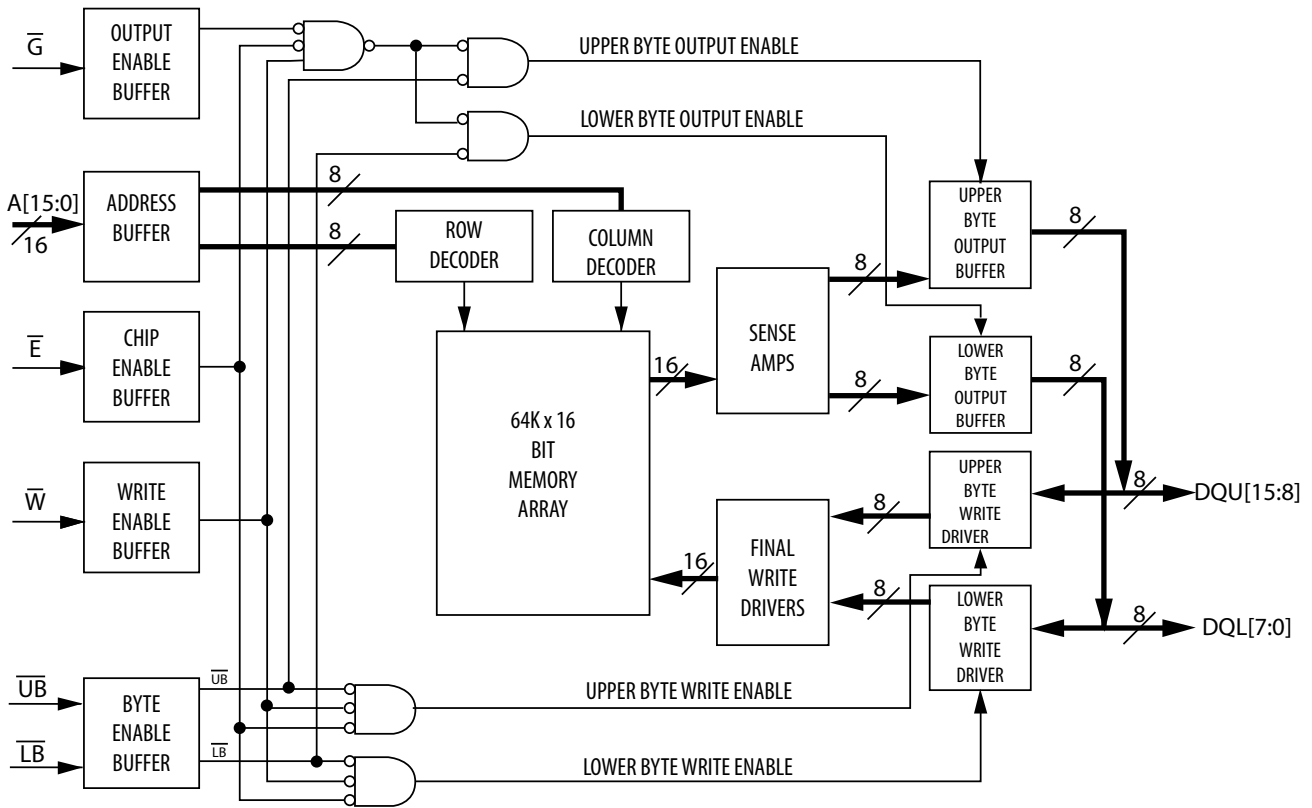 G̅
OUTPUT
ENABLE
BUFFER
UPPER BYTE OUTPUT ENABLE
LOWER BYTE OUTPUT ENABLE
A[15:0]
16
ADDRESS
BUFFER
8
8
ROW
DECODER
COLUMN
DECODER
UPPER
BYTE
OUTPUT
BUFFER
8
E̅
CHIP
ENABLE
BUFFER
64K x 16
BIT
MEMORY
ARRAY
16
SENSE
AMPS
8
8
LOWER
BYTE
OUTPUT
BUFFER
8
W̅
WRITE
ENABLE
BUFFER
16
FINAL
WRITE
DRIVERS
8
8
UPPER
BYTE
WRITE
DRIVER
8
DQU[15:8]
LOWER
BYTE
WRITE
DRIVER
8
DQL[7:0]
U̅B̅
L̅B̅
BYTE
ENABLE
BUFFER
U̅B̅
L̅B̅
UPPER BYTE WRITE ENABLE
LOWER BYTE WRITE ENABLE